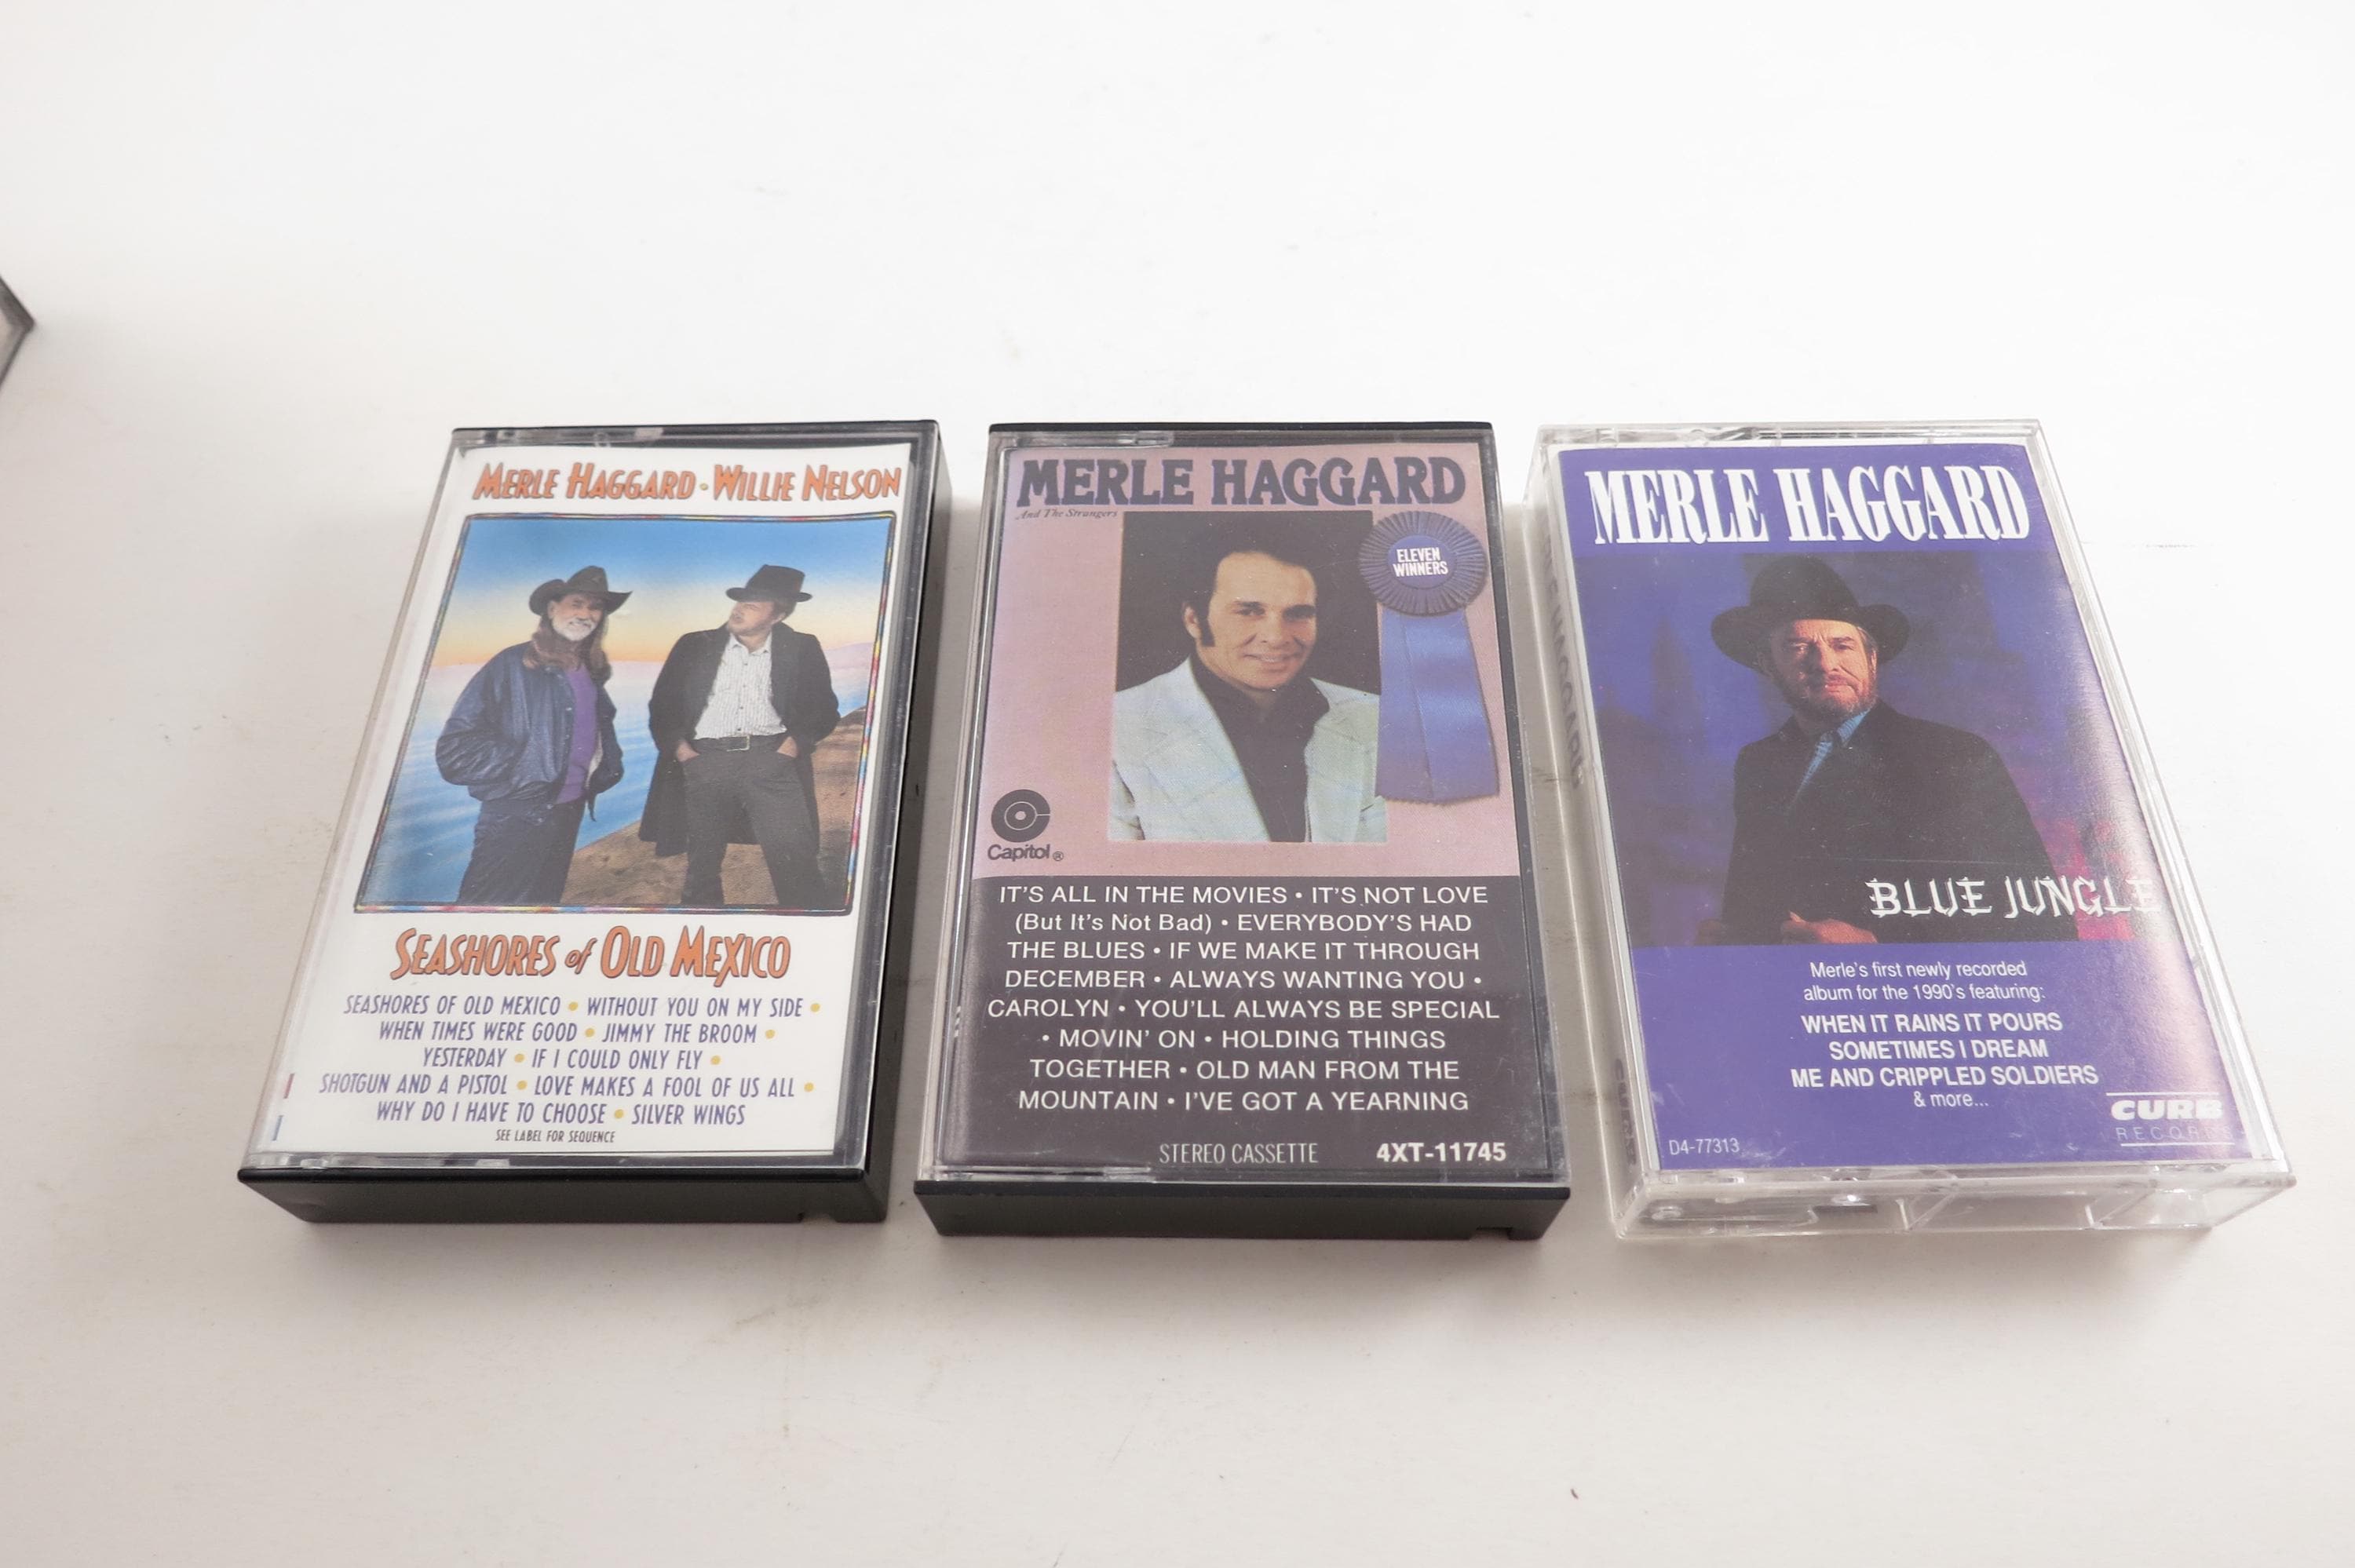 MERLE HAGGARD • WILLIE NELSON
SEASHORES of OLD MEXICO
SEASHORES OF OLD MEXICO • WITHOUT YOU ON MY SIDE •
WHEN TIMES WERE GOOD • JIMMY THE BROOM •
YESTERDAY • IF I COULD ONLY FLY •
SHOTGUN AND A PISTOL • LOVE MAKES A FOOL OF US ALL •
WHY DO I HAVE TO CHOOSE • SILVER WINGS
SEE LABEL FOR SEQUENCE
MERLE HAGGARD
And The Strangers
ELEVEN
WINNERS
Capitol®
IT'S ALL IN THE MOVIES • IT'S NOT LOVE
(But It's Not Bad) • EVERYBODY'S HAD
THE BLUES • IF WE MAKE IT THROUGH
DECEMBER • ALWAYS WANTING YOU •
CAROLYN • YOU'LL ALWAYS BE SPECIAL
• MOVIN' ON • HOLDING THINGS
TOGETHER • OLD MAN FROM THE
MOUNTAIN • I'VE GOT A YEARNING
STEREO CASSETTE 4XT-11745
MERLE HAGGARD
BLUE JUNGLE
Merle's first newly recorded
album for the 1990's featuring:
WHEN IT RAINS IT POURS
SOMETIMES I DREAM
ME AND CRIPPLED SOLDIERS
& more...
CURB
RECORDS
D4-77313